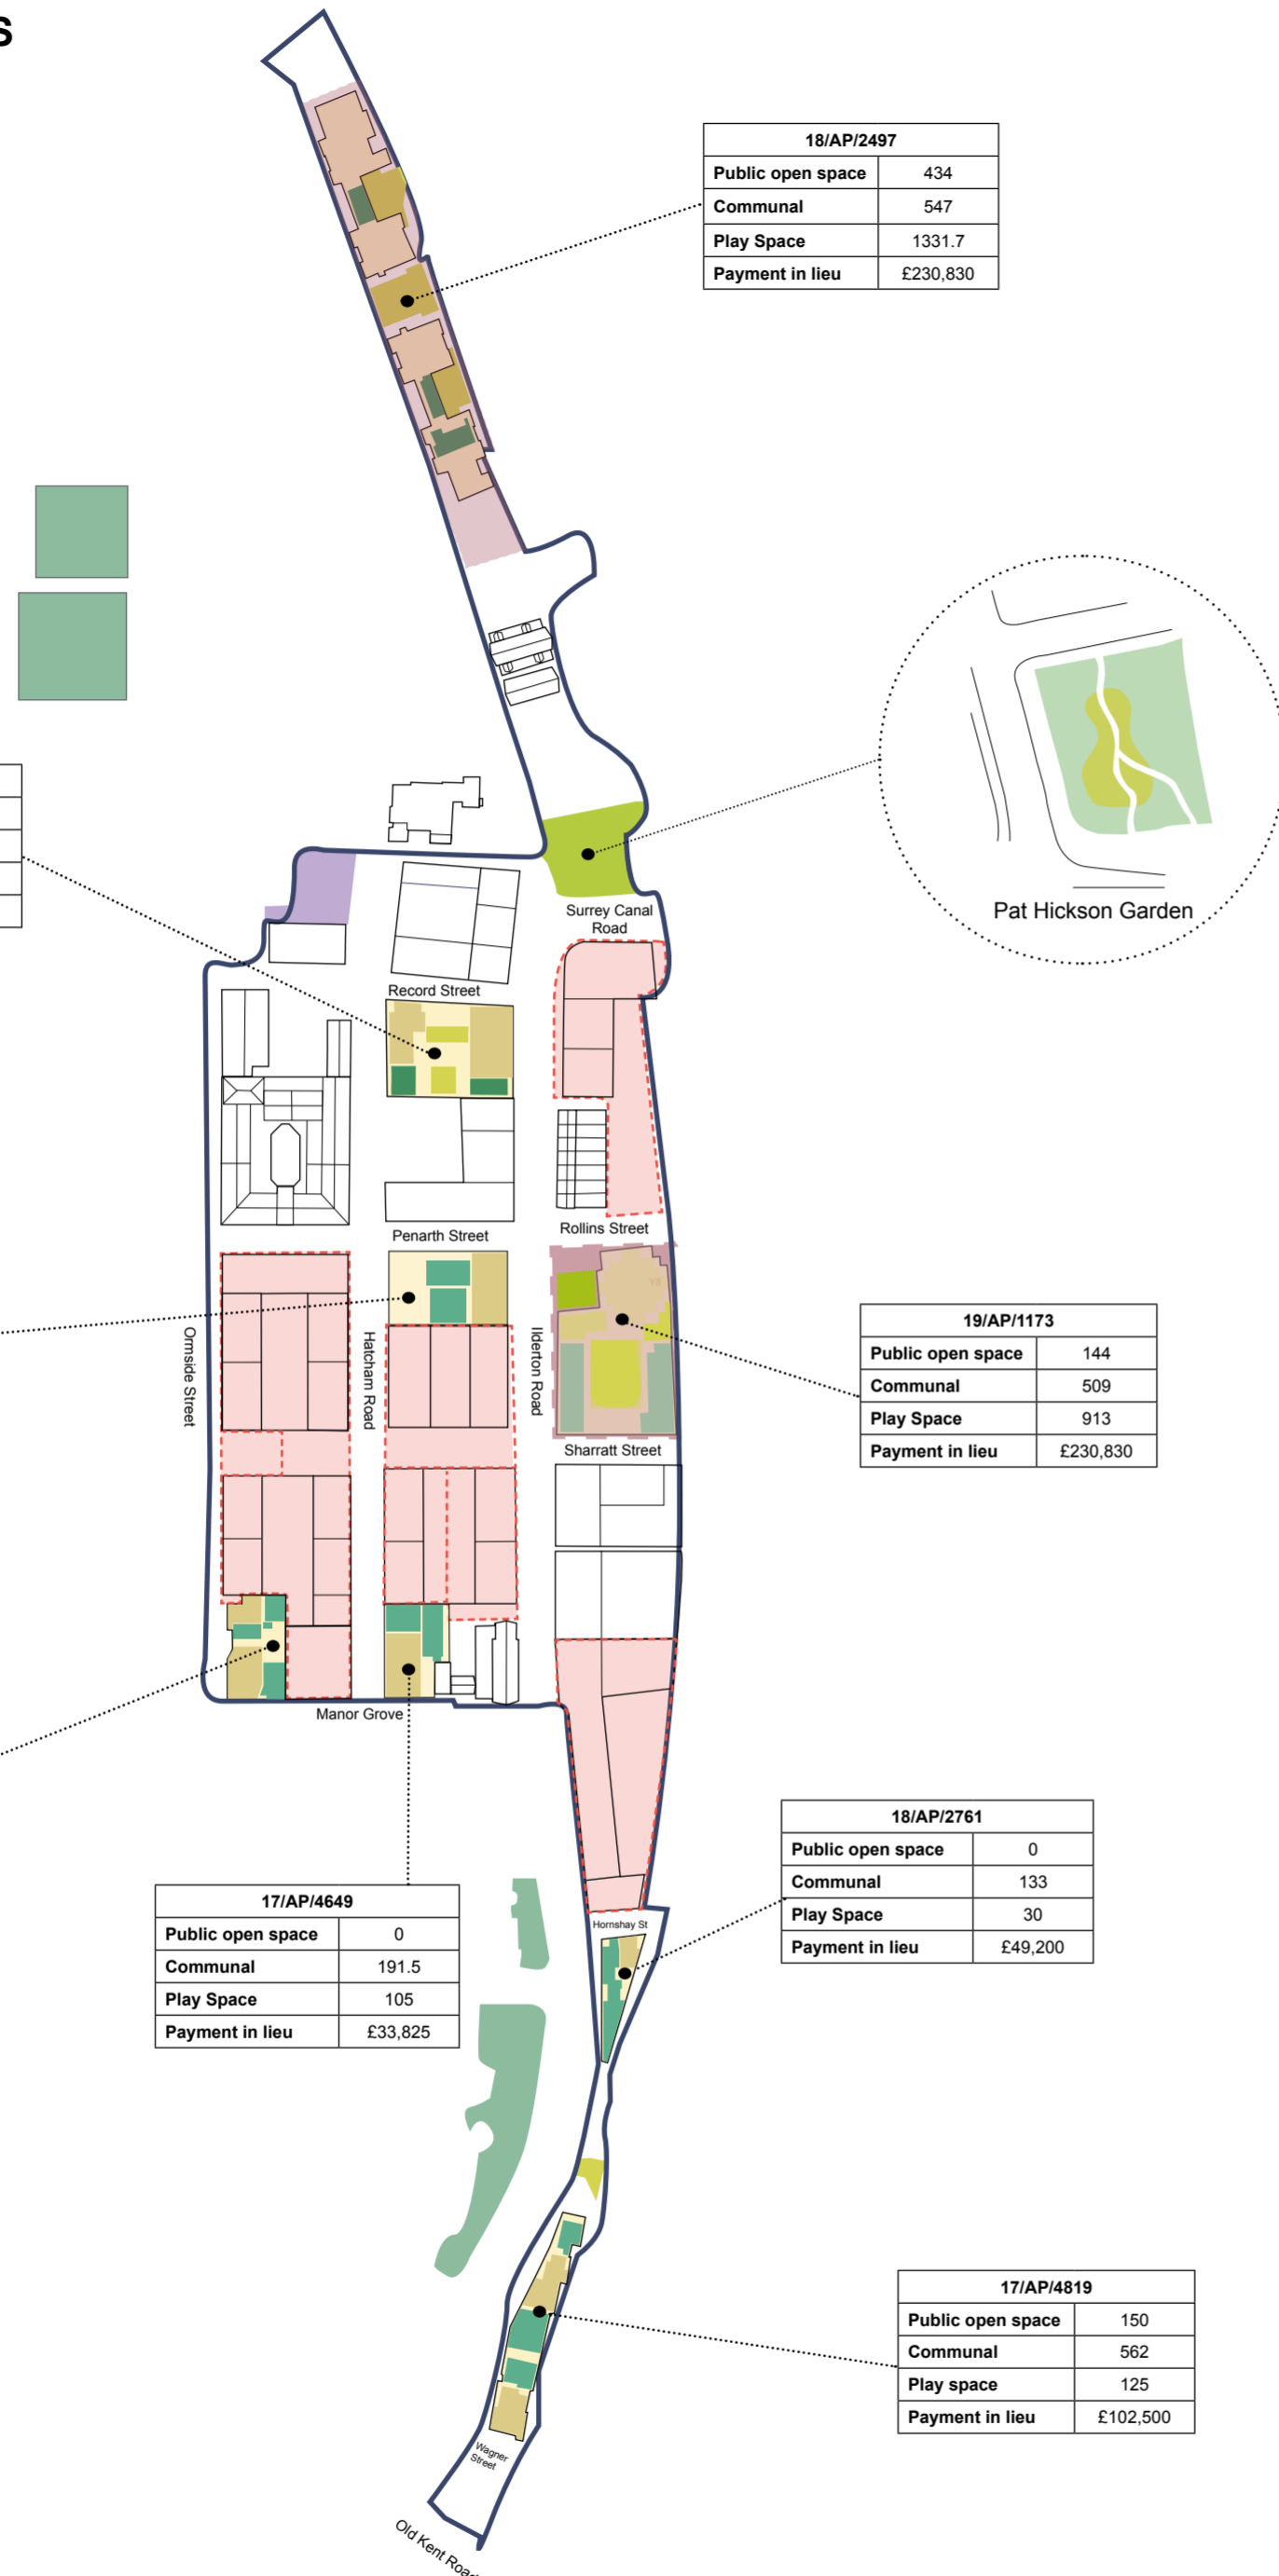 s
18/AP/2497
Public open space 434
Communal 547
Play Space 1331.7
Payment in lieu £230,830
Pat Hickson Garden
Surrey Canal
Road
Record Street
Penarth Street
Rollins Street
Ormside Street
Hatcham Road
Ilderton Road
19/AP/1173
Public open space 144
Communal 509
Play Space 913
Payment in lieu £230,830
Sharratt Street
Manor Grove
18/AP/2761
Public open space 0
Communal 133
Play Space 30
Payment in lieu £49,200
17/AP/4649
Public open space 0
Communal 191.5
Play Space 105
Payment in lieu £33,825
Hornshay St
17/AP/4819
Public open space 150
Communal 562
Play space 125
Payment in lieu £102,500
Wagner
Street
Old Kent Road